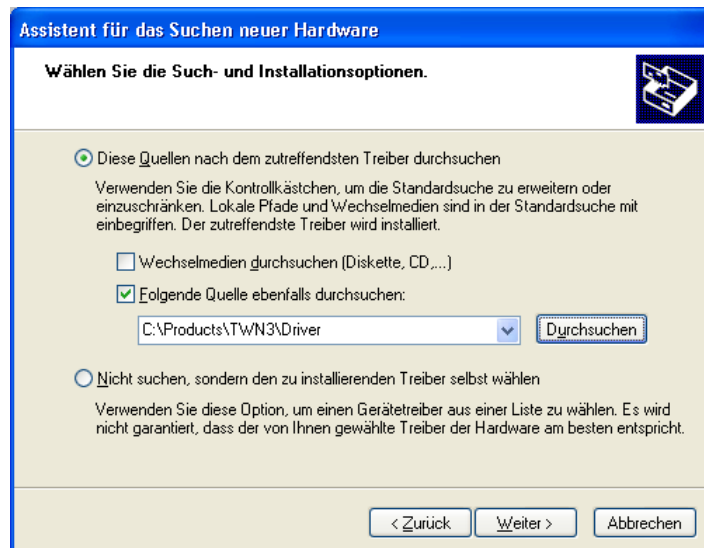 Assistent für das Suchen neuer Hardware
Wählen Sie die Such- und Installationsoptionen.
Diese Quellen nach dem zutreffendsten Treiber durchsuchen
Verwenden Sie die Kontrollkästchen, um die Standardsuche zu erweitern oder
einzuschränken. Lokale Pfade und Wechselmedien sind in der Standardsuche mit
einbegriffen. Der zutreffendste Treiber wird installiert.
Wechselmedien durchsuchen (Diskette, CD,...)
Folgende Quelle ebenfalls durchsuchen:
C:\Products\TWN3\Driver
Durchsuchen
Nicht suchen, sondern den zu installierenden Treiber selbst wählen
Verwenden Sie diese Option, um einen Gerätetreiber aus einer Liste zu wählen. Es wird
nicht garantiert, dass der von Ihnen gewählte Treiber der Hardware am besten entspricht.
< Zurück Weiter > Abbrechen